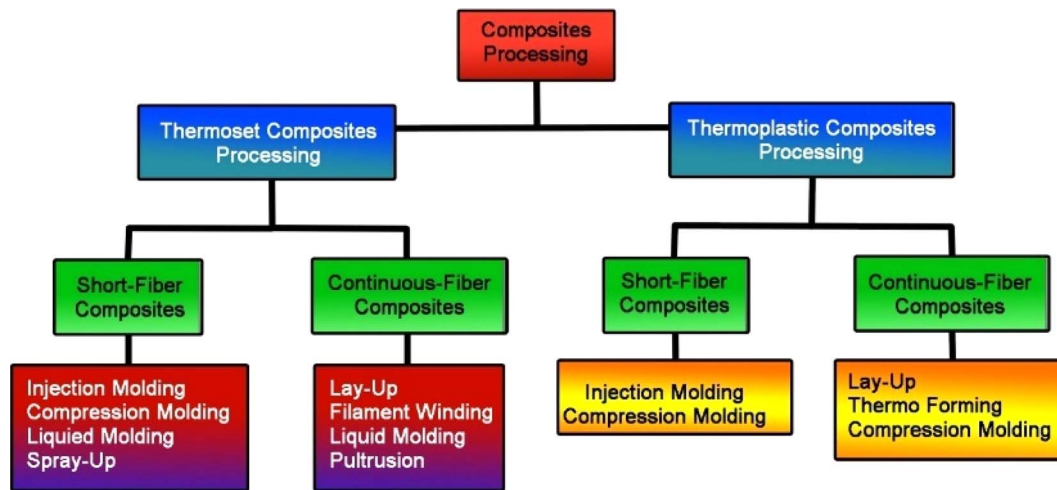 Composites
Processing
Thermoset Composites
Processing
Thermoplastic Composites
Processing
Short-Fiber
Composites
Continuous-Fiber
Composites
Short-Fiber
Composites
Continuous-Fiber
Composites
Injection Molding
Compression Molding
Liquied Molding
Spray-Up
Lay-Up
Filament Winding
Liquid Molding
Pultrusion
Injection Molding
Compression Molding
Lay-Up
Thermo Forming
Compression Molding